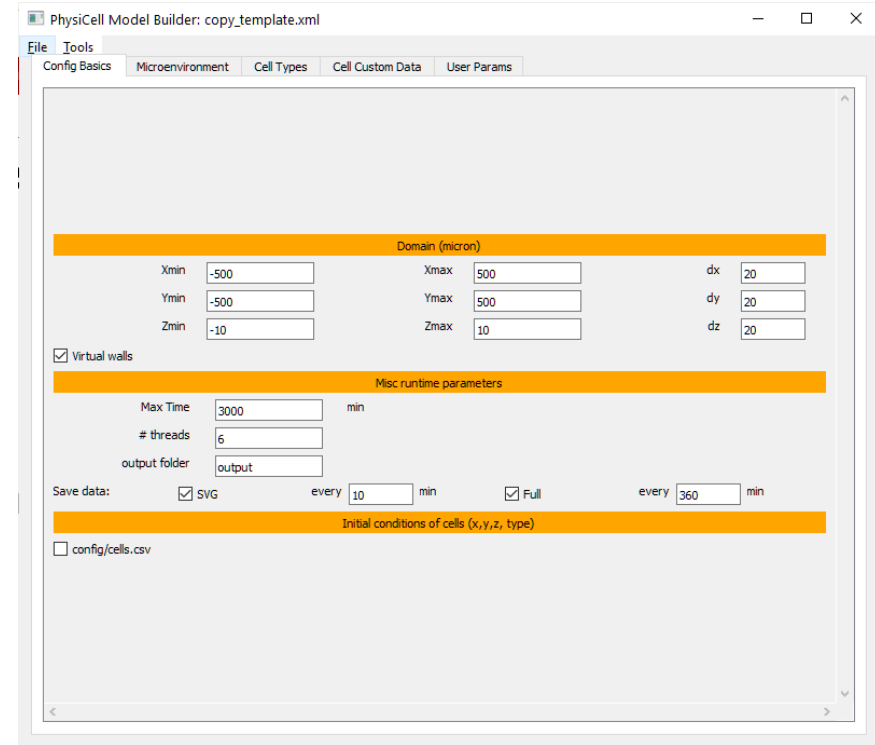 PhysiCell Model Builder: copy_template.xml
File Tools
Config Basics Microenvironment Cell Types Cell Custom Data User Params
Domain (micron)
Xmin -500 Xmax 500 dx 20
Ymin -500 Ymax 500 dy 20
Zmin -10 Zmax 10 dz 20
Virtual walls
Misc runtime parameters
Max Time 3000 min
# threads 6
output folder output
Save data: SVG every 10 min Full every 360 min
Initial conditions of cells (x,y,z, type)
config/cells.csv